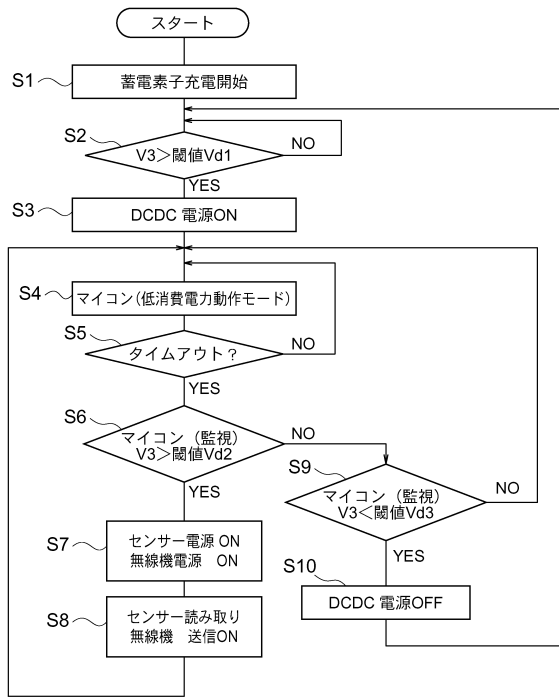 スタート
S1
蓄電素子充電開始
S2
V3＞閾値Vd1
NO
YES
S3
DCDC 電源ON
S4
マイコン(低消費電力動作モード)
S5
タイムアウト？
NO
YES
S6
マイコン（監視）
V3＞閾値Vd2
NO
YES
S9
マイコン（監視）
V3＜閾値Vd3
NO
YES
S7
センサー電源 ON
無線機電源 ON
S10
DCDC 電源OFF
S8
センサー読み取り
無線機 送信ON